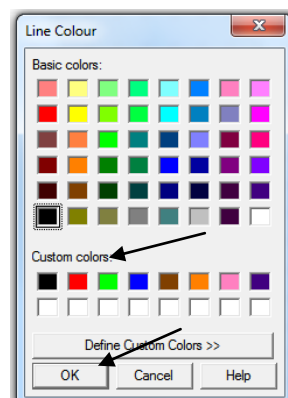 Line Colour
Basic colors:
Custom colors:
Define Custom Colors >>
OK Cancel Help